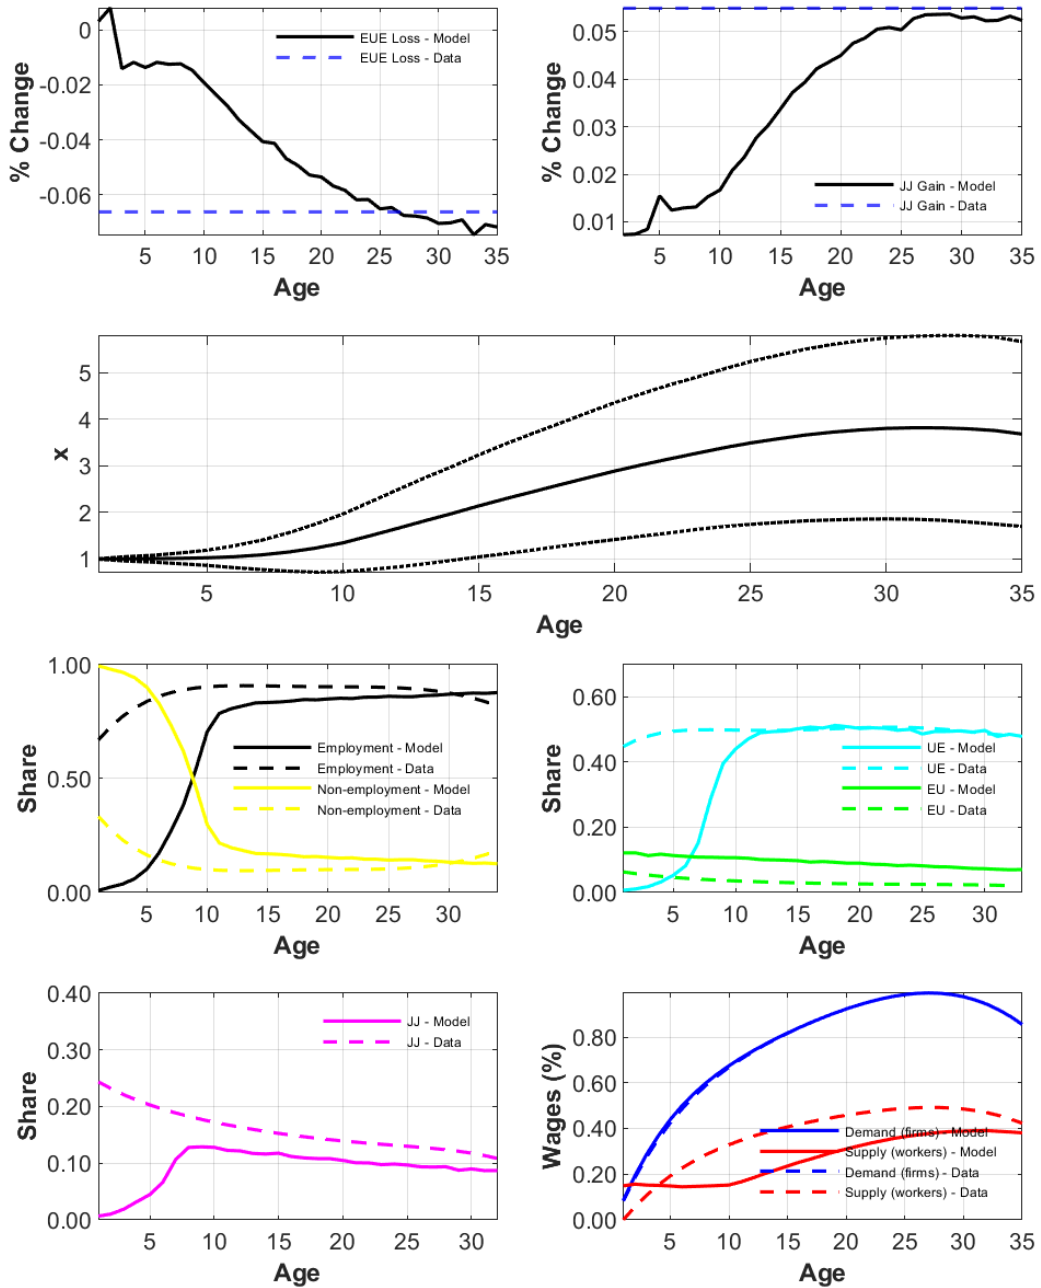 0
-0.02
-0.04
-0.06
% Change
EUE Loss - Model
EUE Loss - Data
5 10 15 20 25 30 35
Age
0.05
0.04
0.03
0.02
0.01
% Change
JJ Gain - Model
JJ Gain - Data
5 10 15 20 25 30 35
Age
5
4
3
2
1
x
5 10 15 20 25 30 35
Age
1.00
0.50
0.00
Share
Employment - Model
Employment - Data
Non-employment - Model
Non-employment - Data
5 10 15 20 25 30
Age
0.60
0.40
0.20
0.00
Share
UE - Model
UE - Data
EU - Model
EU - Data
5 10 15 20 25 30
Age
0.40
0.30
0.20
0.10
0.00
Share
JJ - Model
JJ - Data
5 10 15 20 25 30
Age
0.80
0.60
0.40
0.20
0.00
Wages (%)
Demand (firms) - Model
Supply (workers) - Model
Demand (firms) - Data
Supply (workers) - Data
5 10 15 20 25 30 35
Age